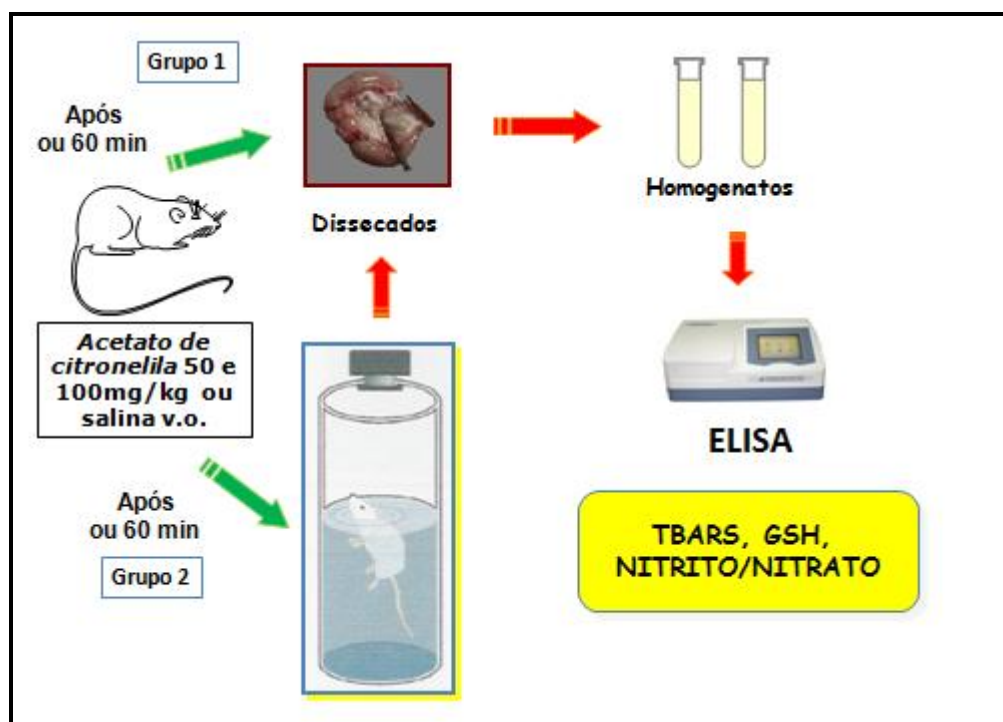 Grupo 1
Após
ou 60 min
Dissecados
Homogenatos
Acetato de
citronelila 50 e
100mg/kg ou
salina v.o.
ELISA
Após
ou 60 min
Grupo 2
TBARS, GSH,
NITRITO/NITRATO